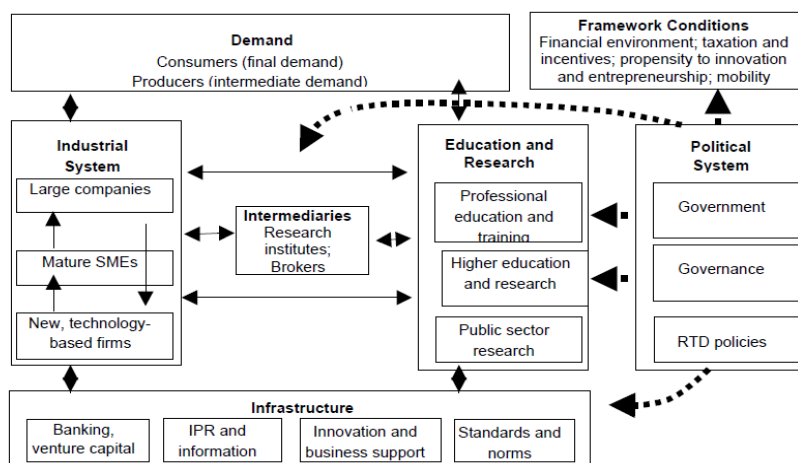 Demand
Consumers (final demand)
Producers (intermediate demand)
Framework Conditions
Financial environment; taxation and
incentives; propensity to innovation
and entrepreneurship; mobility
Industrial
System
Large companies
Mature SMEs
New, technology-
based firms
Intermediaries
Research
institutes;
Brokers
Education and
Research
Professional
education and
training
Higher education
and research
Public sector
research
Political
System
Government
Governance
RTD policies
Infrastructure
Banking,
venture capital
IPR and
information
Innovation and
business support
Standards and
norms